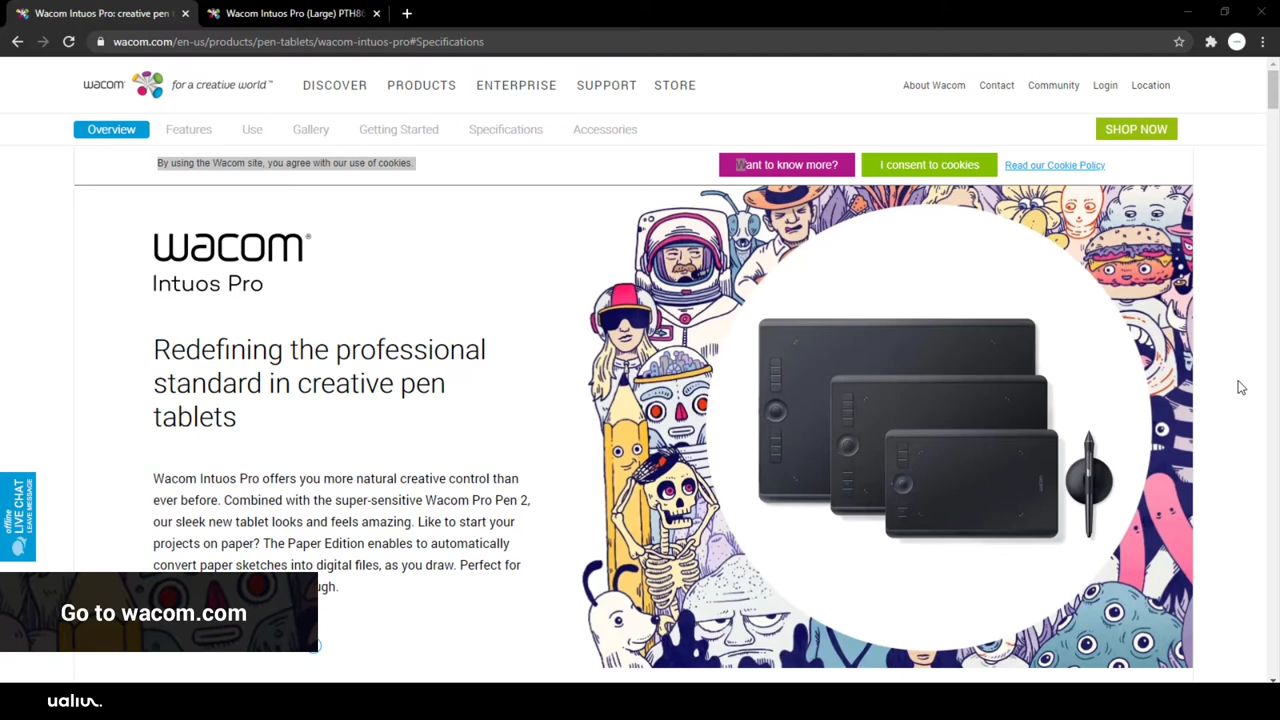 Wacom Intuos Pro: creative pen t
Wacom Intuos Pro (Large) PTH86
wacom.com/en-us/products/pen-tablets/wacom-intuos-pro#Specifications
wacom for a creative world™
DISCOVER PRODUCTS ENTERPRISE SUPPORT STORE
About Wacom Contact Community Login Location
Overview Features Use Gallery Getting Started Specifications Accessories
SHOP NOW
By using the Wacom site, you agree with our use of cookies.
Want to know more? I consent to cookies Read our Cookie Policy
wacom®
Intuos Pro
Redefining the professional
standard in creative pen
tablets
Wacom Intuos Pro offers you more natural creative control than
ever before. Combined with the super-sensitive Wacom Pro Pen 2,
our sleek new tablet looks and feels amazing. Like to start your
projects on paper? The Paper Edition enables to automatically
convert paper sketches into digital files, as you draw. Perfect for
ugh.
offline
LIVE CHAT
LEAVE MESSAGE
Go to wacom.com